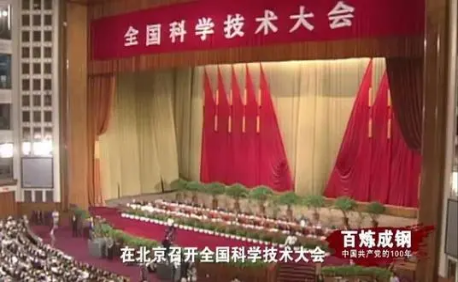 全国科学技术大会
百炼成钢
中国共产党的100年
在北京召开全国科学技术大会